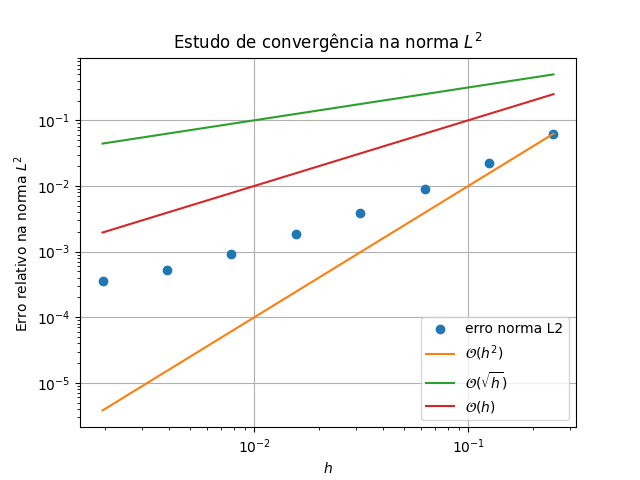 Estudo de convergência na norma $L^2$
Erro relativo na norma $L^2$
10⁻¹
10⁻²
10⁻³
10⁻⁴
10⁻⁵
10⁻²
10⁻¹
h
erro norma L2
$\mathcal{O}(h^2)$
$\mathcal{O}(\sqrt{h})$
$\mathcal{O}(h)$